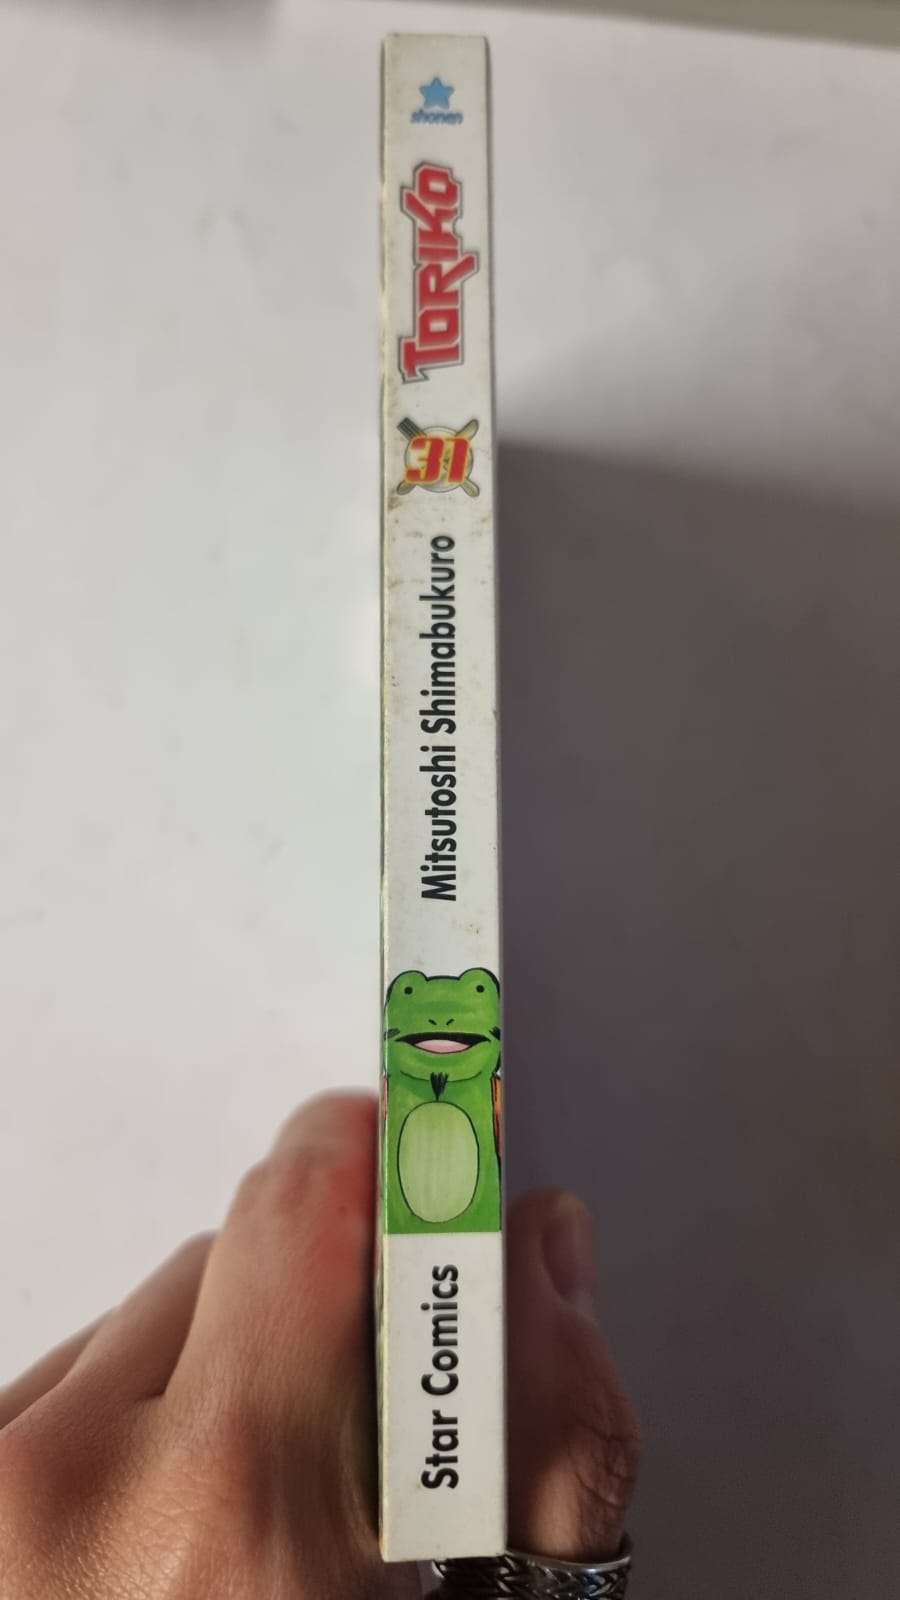 shonen
TORIKO
31
Mitsutoshi Shimabukuro
Star Comics